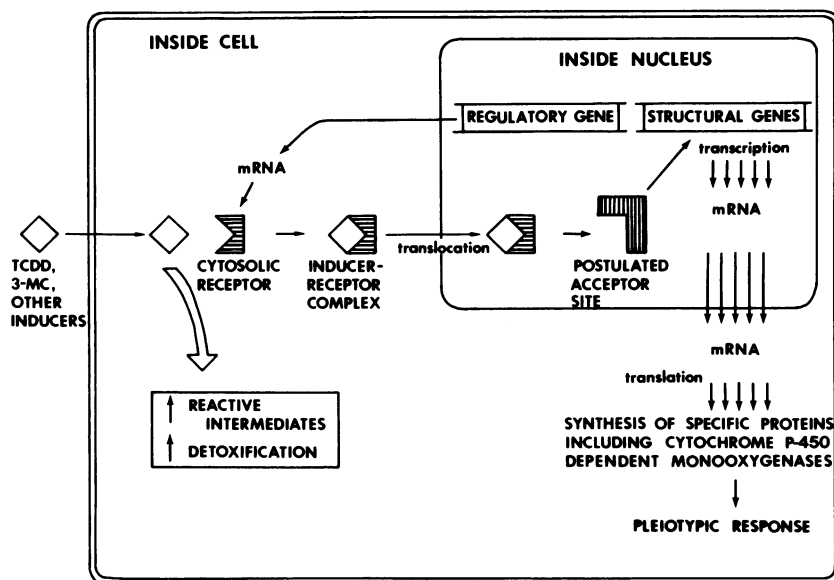 INSIDE CELL
INSIDE NUCLEUS
REGULATORY GENE
STRUCTURAL GENES
transcription
mRNA
mRNA
TCDD,
3-MC,
OTHER
INDUCERS
CYTOSOLIC
RECEPTOR
INDUCER-
RECEPTOR
COMPLEX
translocation
POSTULATED
ACCEPTOR
SITE
mRNA
translation
REACTIVE
INTERMEDIATES
DETOXIFICATION
SYNTHESIS OF SPECIFIC PROTEINS
INCLUDING CYTOCHROME P-450
DEPENDENT MONOOXYGENASES
PLEIOTYPIC RESPONSE